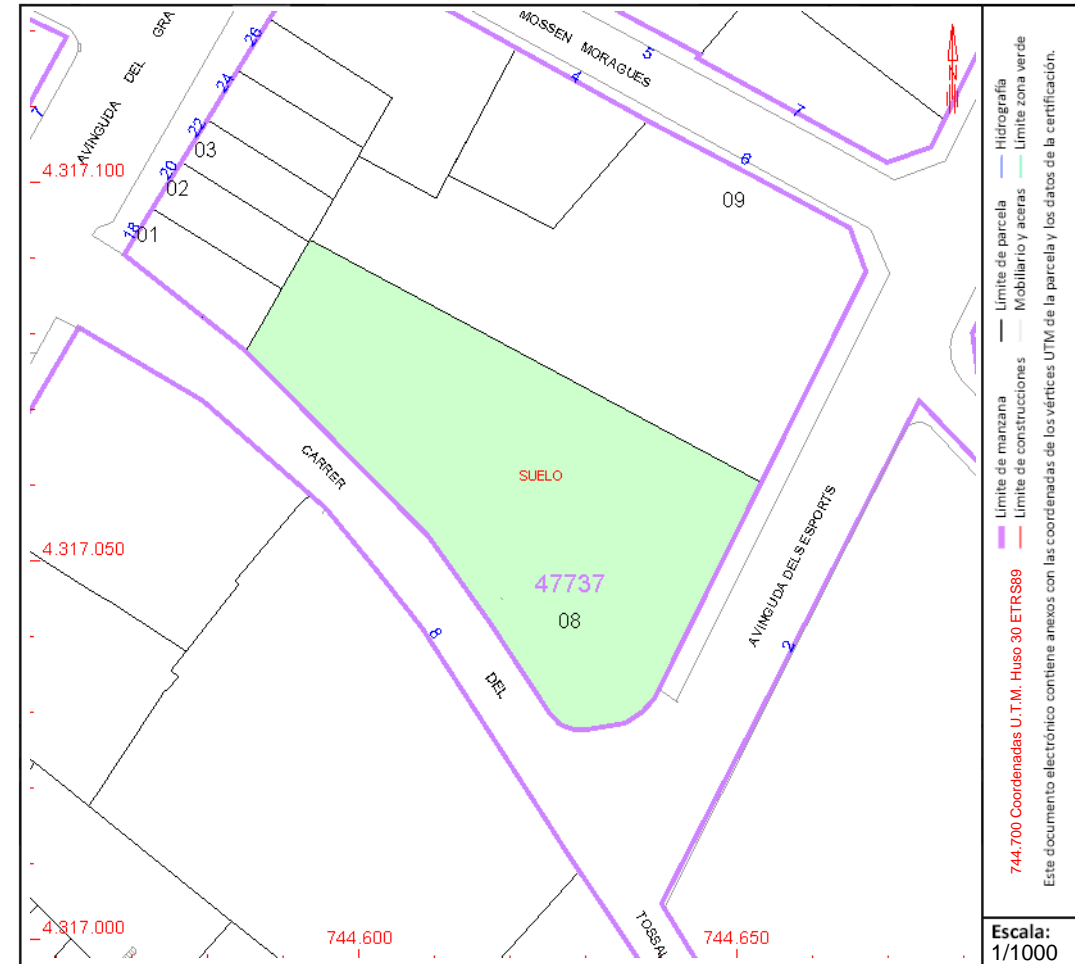 AVINGUDA DEL GRA
MOSSEN MORAGUES
26
24
22
20
18
03
02
01
7
4
5
6
7
09
4.317.100
CARRER
SUELO
4.317.050
47737
08
8
DEL
AVINGUDA DELS ESPORTS
2
4.317.000
744.600
744.650
TOSSAL
N
Hidrografía
Límite zona verde
Límite de parcela
Mobiliario y aceras
Límite de manzana
Límite de construcciones
744.700 Coordenadas U.T.M. Huso 30 ETRS89
Este documento electrónico contiene anexos con las coordenadas de los vértices UTM de la parcela y los datos de la certificación.
Escala:
1/1000